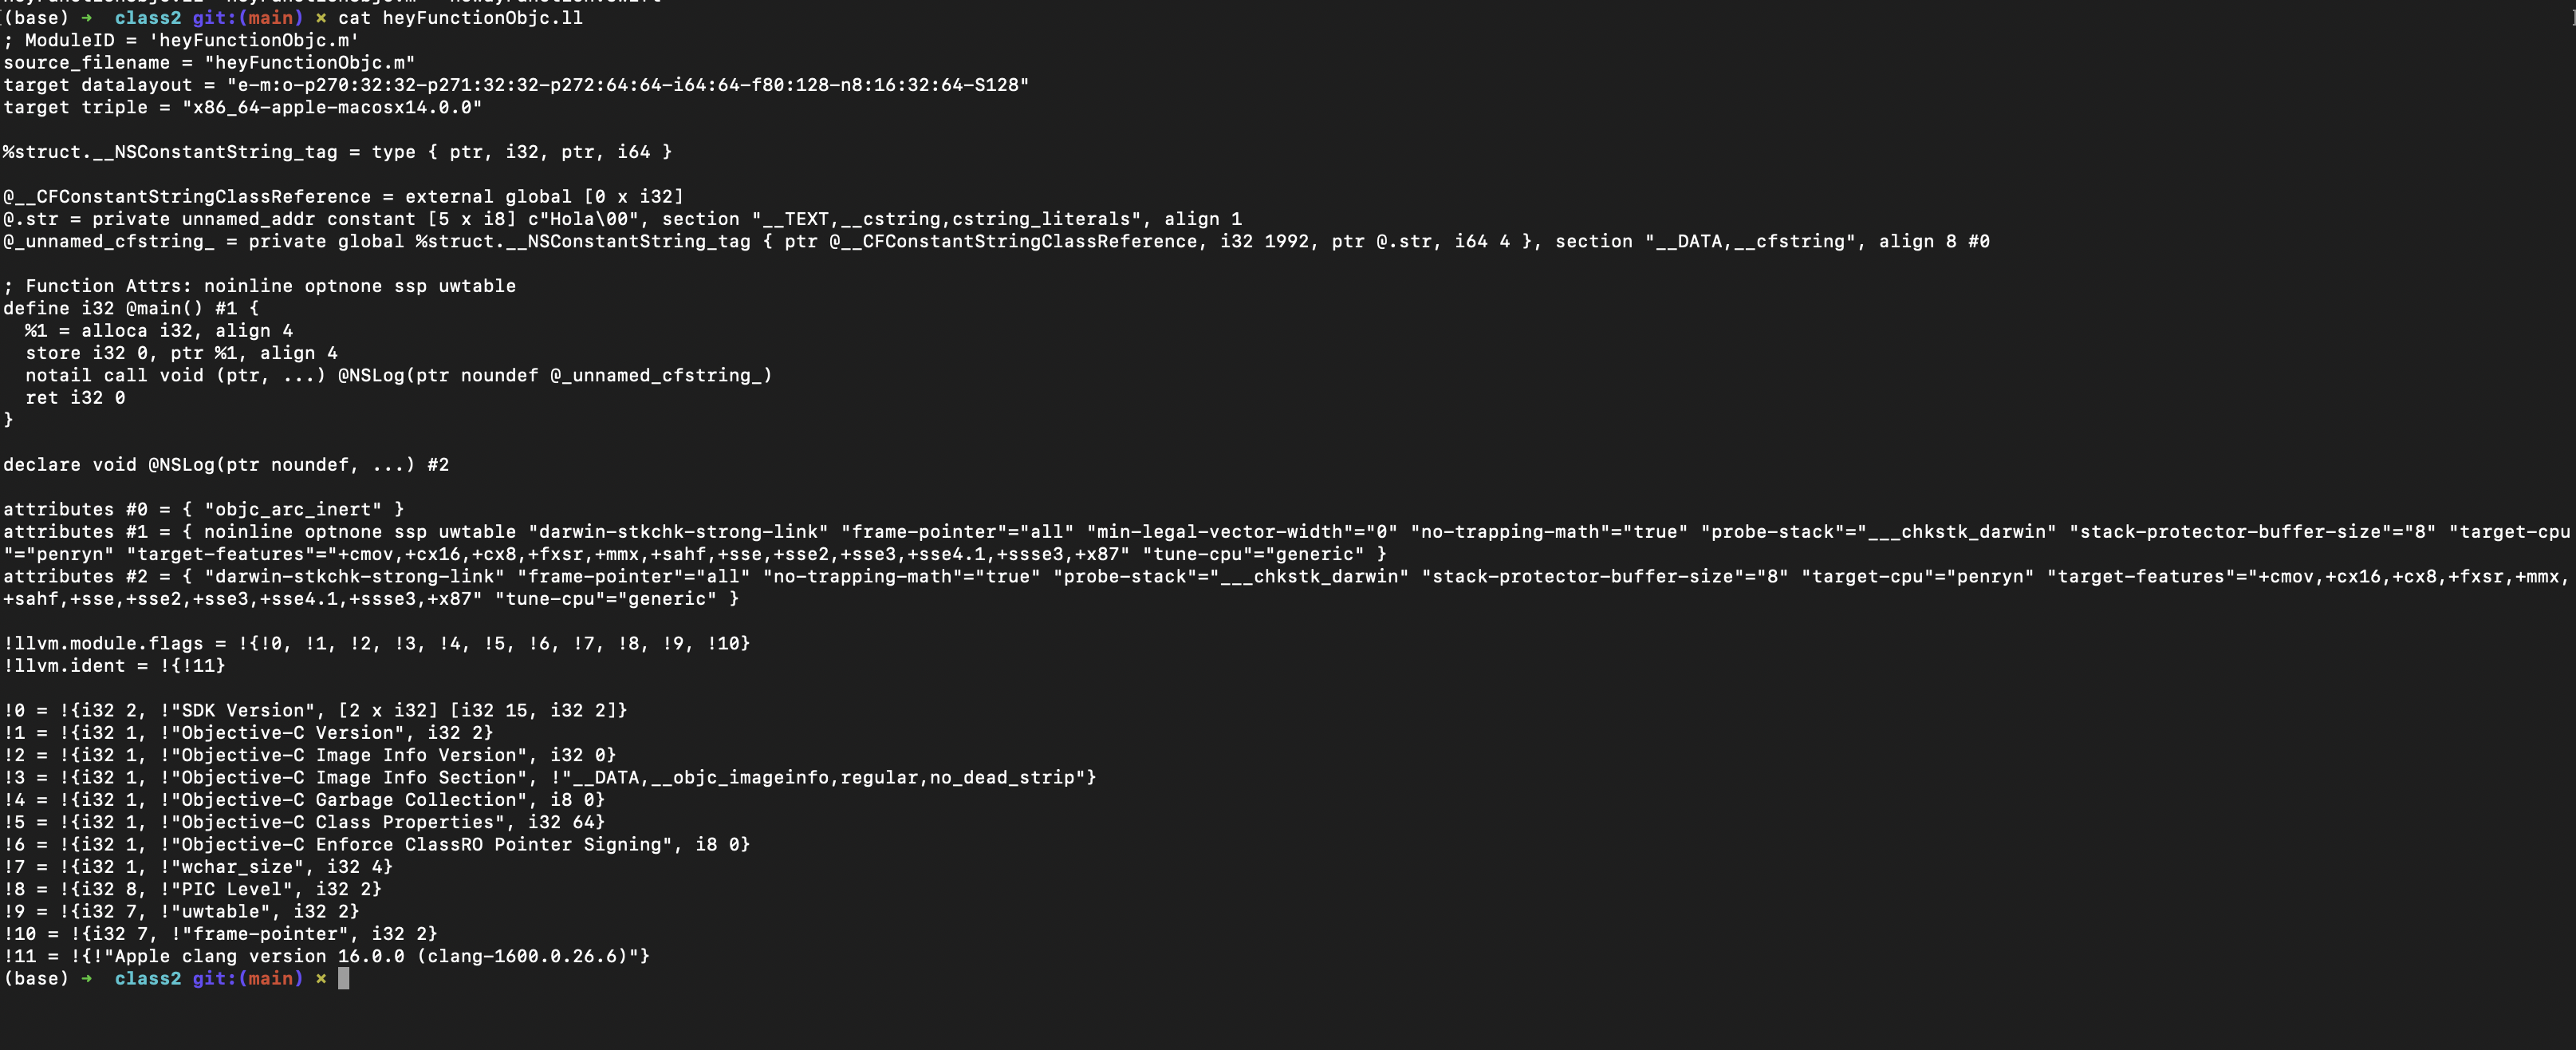 (base) ➜  class2 git:(main) ✗ cat heyFunctionObjc.ll
; ModuleID = 'heyFunctionObjc.m'
source_filename = "heyFunctionObjc.m"
target datalayout = "e-m:o-p270:32:32-p271:32:32-p272:64:64-i64:64-f80:128-n8:16:32:64-S128"
target triple = "x86_64-apple-macosx14.0.0"

%struct.__NSConstantString_tag = type { ptr, i32, ptr, i64 }

@__CFConstantStringClassReference = external global [0 x i32]
@.str = private unnamed_addr constant [5 x i8] c"Hola\00", section "__TEXT,__cstring,cstring_literals", align 1
@_unnamed_cfstring_ = private global %struct.__NSConstantString_tag { ptr @__CFConstantStringClassReference, i32 1992, ptr @.str, i64 4 }, section "__DATA,__cfstring", align 8 #0

; Function Attrs: noinline optnone ssp uwtable
define i32 @main() #1 {
  %1 = alloca i32, align 4
  store i32 0, ptr %1, align 4
  notail call void (ptr, ...) @NSLog(ptr noundef @_unnamed_cfstring_)
  ret i32 0
}

declare void @NSLog(ptr noundef, ...) #2

attributes #0 = { "objc_arc_inert" }
attributes #1 = { noinline optnone ssp uwtable "darwin-stkchk-strong-link" "frame-pointer"="all" "min-legal-vector-width"="0" "no-trapping-math"="true" "probe-stack"="___chkstk_darwin" "stack-protector-buffer-size"="8" "target-cpu
"="penryn" "target-features"="+cmov,+cx16,+cx8,+fxsr,+mmx,+sahf,+sse,+sse2,+sse3,+sse4.1,+ssse3,+x87" "tune-cpu"="generic" }
attributes #2 = { "darwin-stkchk-strong-link" "frame-pointer"="all" "no-trapping-math"="true" "probe-stack"="___chkstk_darwin" "stack-protector-buffer-size"="8" "target-cpu"="penryn" "target-features"="+cmov,+cx16,+cx8,+fxsr,+mmx,
+sahf,+sse,+sse2,+sse3,+sse4.1,+ssse3,+x87" "tune-cpu"="generic" }

!llvm.module.flags = !{!0, !1, !2, !3, !4, !5, !6, !7, !8, !9, !10}
!llvm.ident = !{!11}

!0 = !{i32 2, !"SDK Version", [2 x i32] [i32 15, i32 2]}
!1 = !{i32 1, !"Objective-C Version", i32 2}
!2 = !{i32 1, !"Objective-C Image Info Version", i32 0}
!3 = !{i32 1, !"Objective-C Image Info Section", !"__DATA,__objc_imageinfo,regular,no_dead_strip"}
!4 = !{i32 1, !"Objective-C Garbage Collection", i8 0}
!5 = !{i32 1, !"Objective-C Class Properties", i32 64}
!6 = !{i32 1, !"Objective-C Enforce ClassRO Pointer Signing", i8 0}
!7 = !{i32 1, !"wchar_size", i32 4}
!8 = !{i32 8, !"PIC Level", i32 2}
!9 = !{i32 7, !"uwtable", i32 2}
!10 = !{i32 7, !"frame-pointer", i32 2}
!11 = !{!"Apple clang version 16.0.0 (clang-1600.0.26.6)"}
(base) ➜  class2 git:(main) ✗